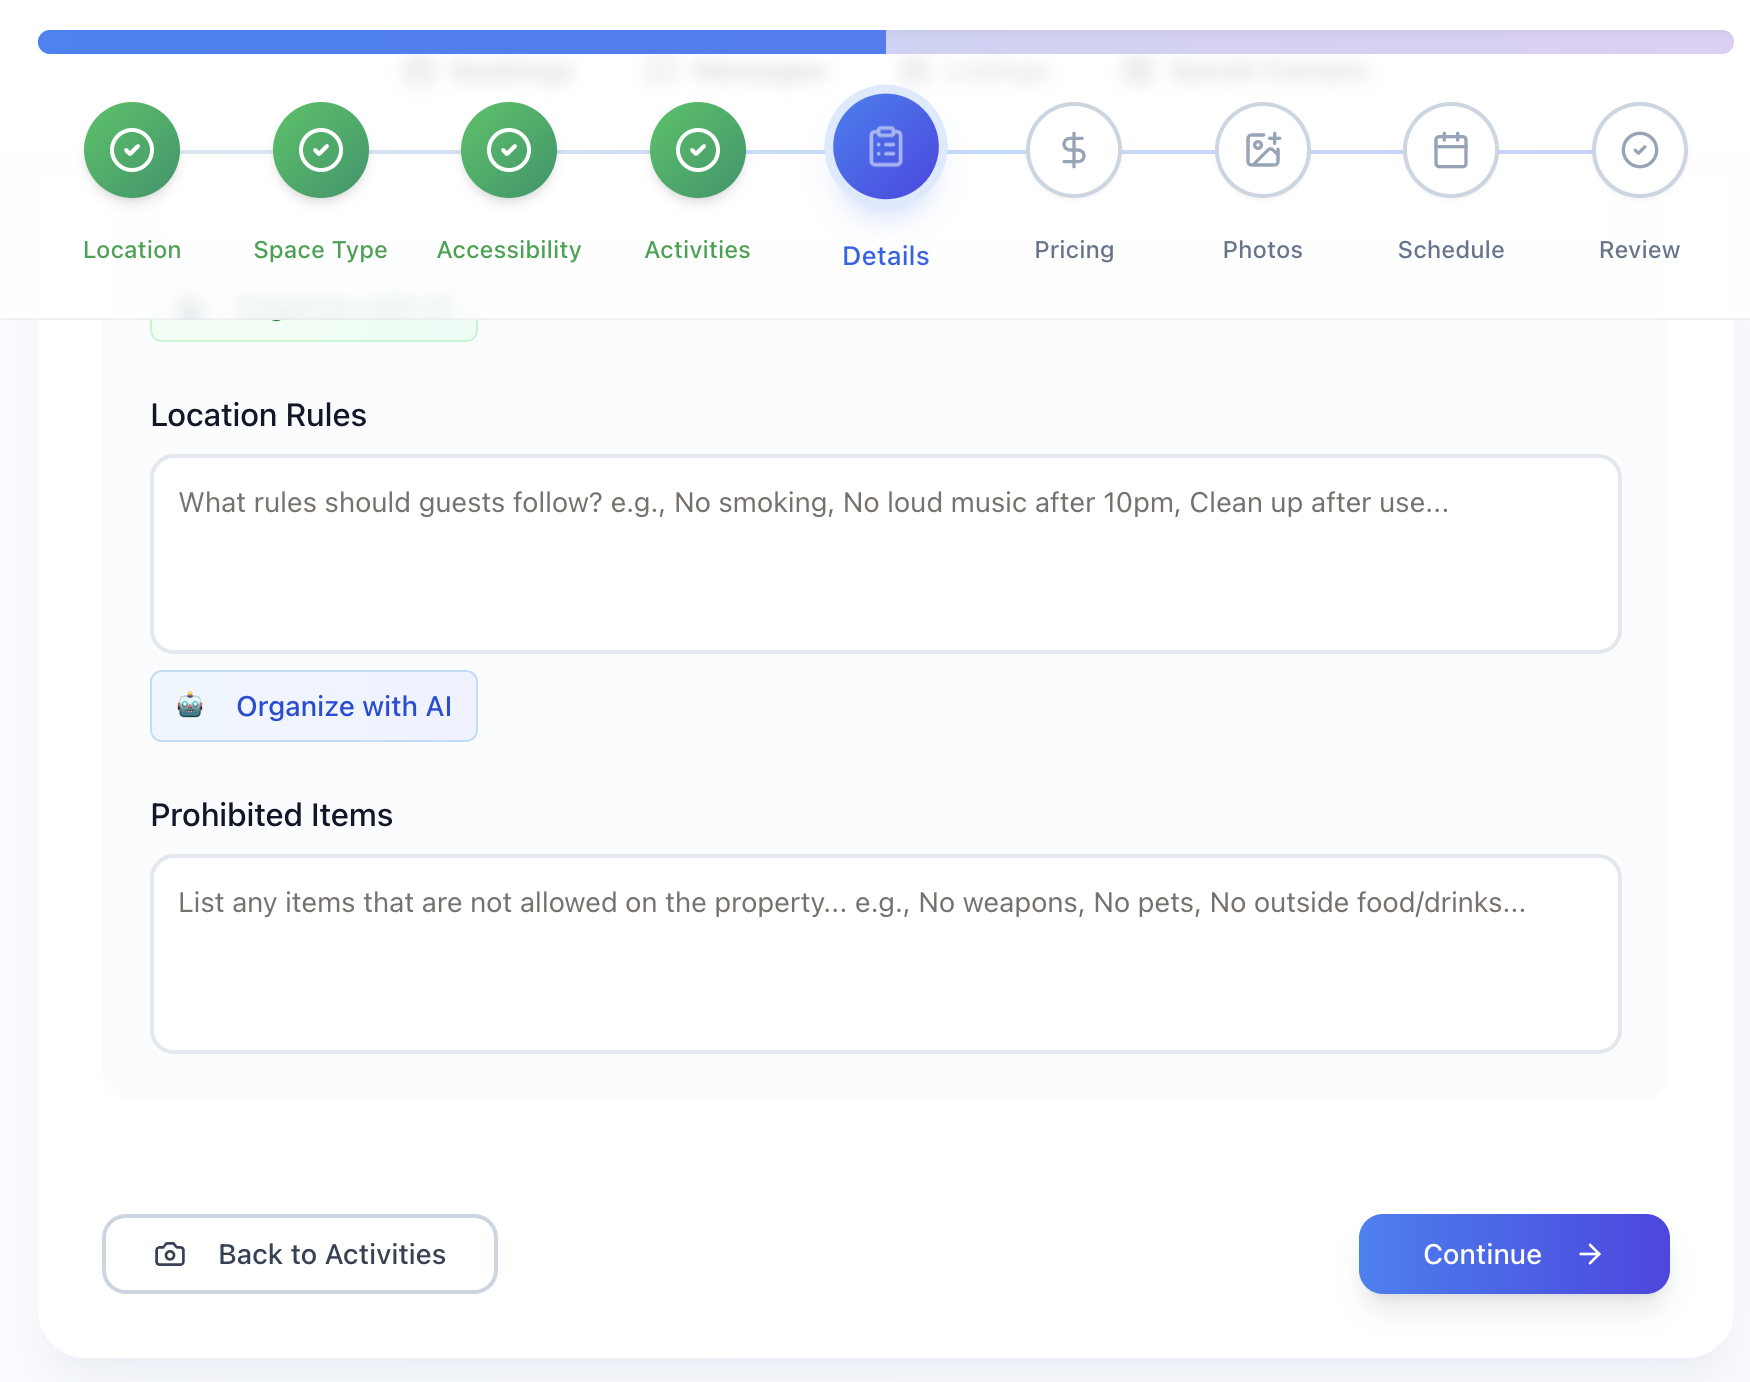 Location
Space Type
Accessibility
Activities
Details
Pricing
Photos
Schedule
Review
Location Rules
What rules should guests follow? e.g., No smoking, No loud music after 10pm, Clean up after use...
Organize with AI
Prohibited Items
List any items that are not allowed on the property... e.g., No weapons, No pets, No outside food/drinks...
Back to Activities
Continue